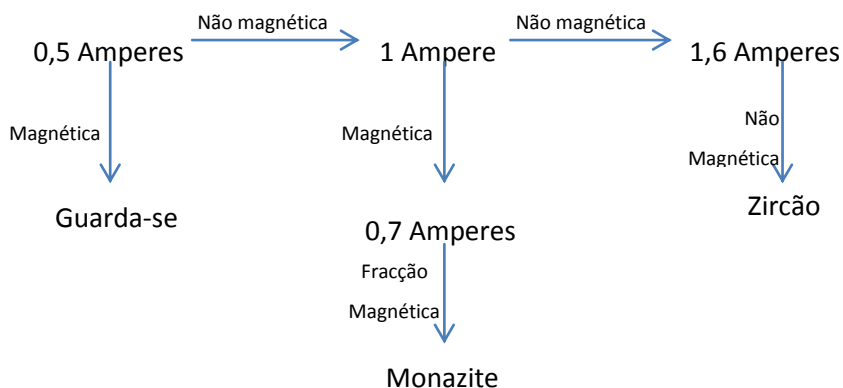 Não magnética
Não magnética
0,5 Amperes
1 Ampere
1,6 Amperes
Magnética
Magnética
Não
Magnética
Guarda-se
0,7 Amperes
Zircão
Fracção
Magnética
Monazite